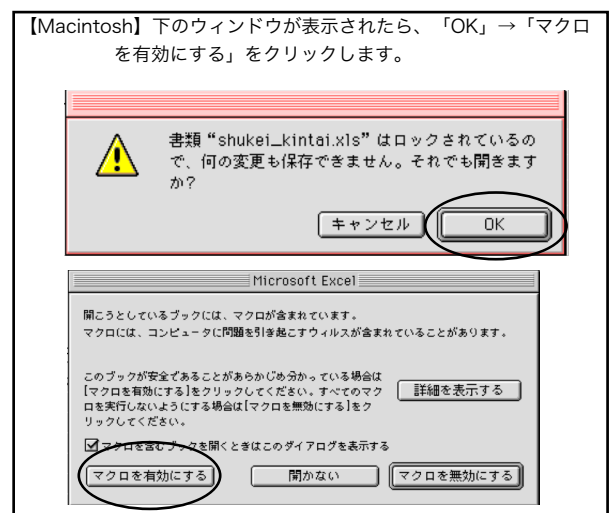 【Macintosh】下のウィンドウが表示されたら、「OK」→「マクロ
を有効にする」をクリックします。
書類“shukei_kintai.xls”はロックされているの
で、何の変更も保存できません。それでも開きます
か?
キャンセル
OK
Microsoft Excel
開こうとしているブックには、マクロが含まれています。
マクロには、コンピュータに問題を引き起こすウィルスが含まれていることがあります。
このブックが安全であることがあらかじめ分かっている場合は
[マクロを有効にする]をクリックしてください。すべてのマク
ロを実行しないようにする場合は[マクロを無効にする]をク
リックしてください。
詳細を表示する
マクロを含むブックを開くときはこのダイアログを表示する
マクロを有効にする
開かない
マクロを無効にする